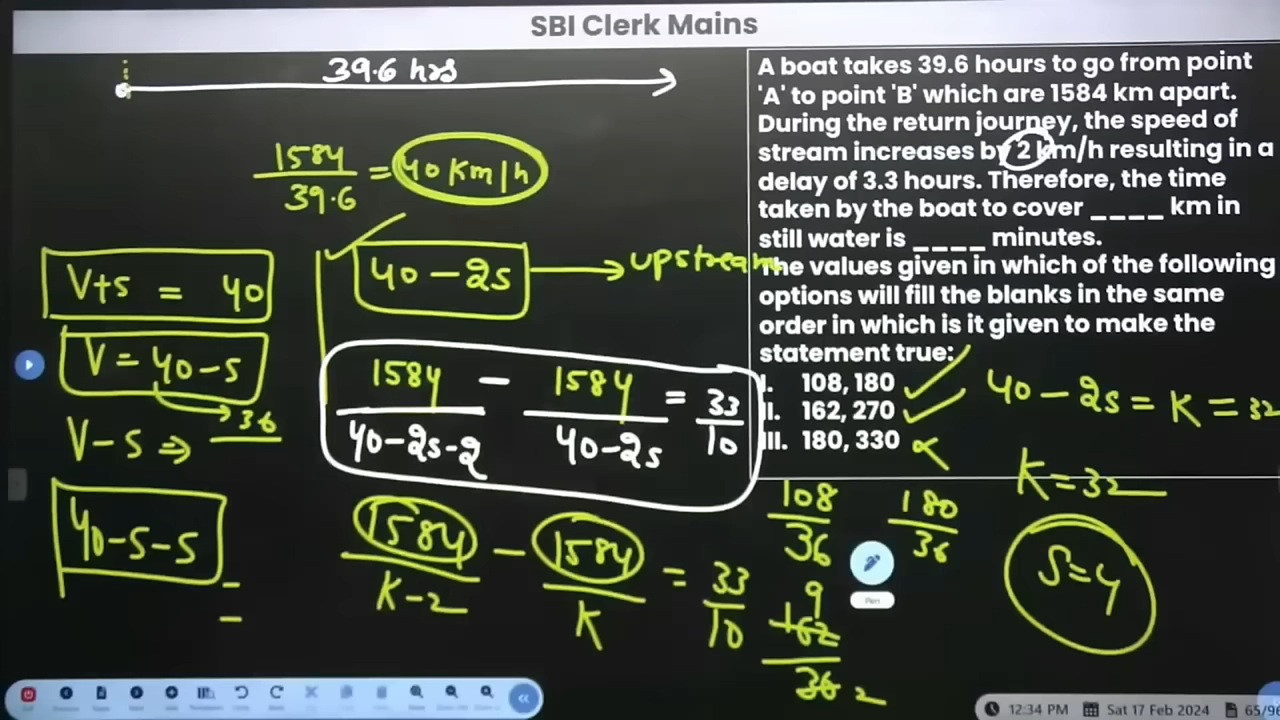 SBI Clerk Mains
39.6 hrs
1584 / 39.6 = 40 Km/h
V+s = 40
40-2s → upstream
V = 40-s
→36
V-s ⇒
40-s-s
1584 / 40-2s-2 - 1584 / 40-2s = 33 / 10
1584 / K-2 - 1584 / K = 33 / 10
A boat takes 39.6 hours to go from point
'A' to point 'B' which are 1584 km apart.
During the return journey, the speed of
stream increases by 2 km/h resulting in a
delay of 3.3 hours. Therefore, the time
taken by the boat to cover ____ km in
still water is ____ minutes.
The values given in which of the following
options will fill the blanks in the same
order in which is it given to make the
statement true:
I. 108, 180
II. 162, 270
III. 180, 330
40-2s = K = 32
K=32
108 / 36
180 / 36
S=4
9
162 / 36 2
Pen
12:34 PM Sat 17 Feb 2024 65/96